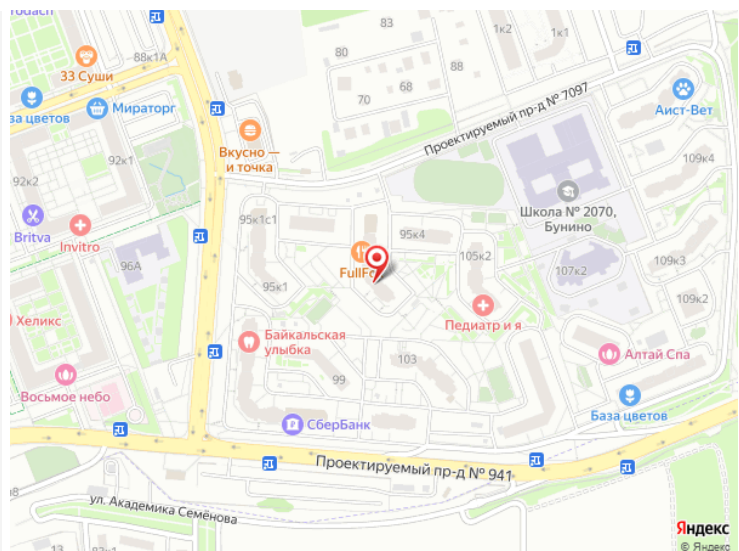 88к1А
33 Суши
Мираторг
База цветов
92к1
92к2
Britva
Invitro
96А
Хеликс
Восьмое небо
Вкусно —
и точка
80
83
70
68
88
1к2
1к1
Проектируемый пр-д № 7097
Аист-Вет
109к4
Школа № 2070,
Бунино
95к1с1
95к4
105к2
107к2
109к3
95к1
FullFo
109к2
Педиатр и я
Байкальская
улыбка
103
99
Алтай Спа
База цветов
СберБанк
Проектируемый пр-д № 941
ул. Академика Семёнова
13
Яндекс
© Яндекс